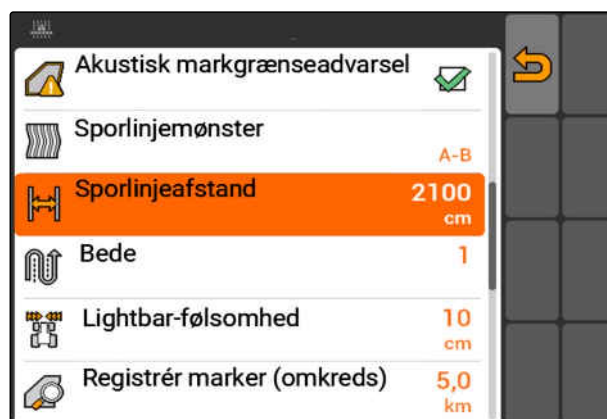 Akustisk markgrænseadvarsel
Sporlinjemønster
A-B
Sporlinjeafstand
2100
cm
Bede
1
Lightbar-følsomhed
10
cm
Registrér marker (omkreds)
5,0
km